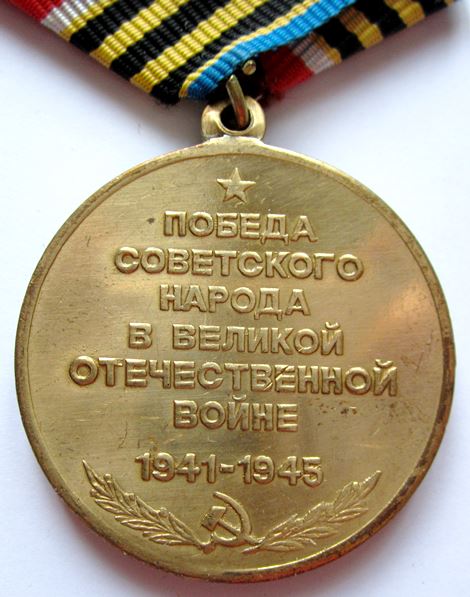 ПОБЕДА
СОВЕТСКОГО
НАРОДА
В ВЕЛИКОЙ
ОТЕЧЕСТВЕННОЙ
ВОЙНЕ
1941-1945